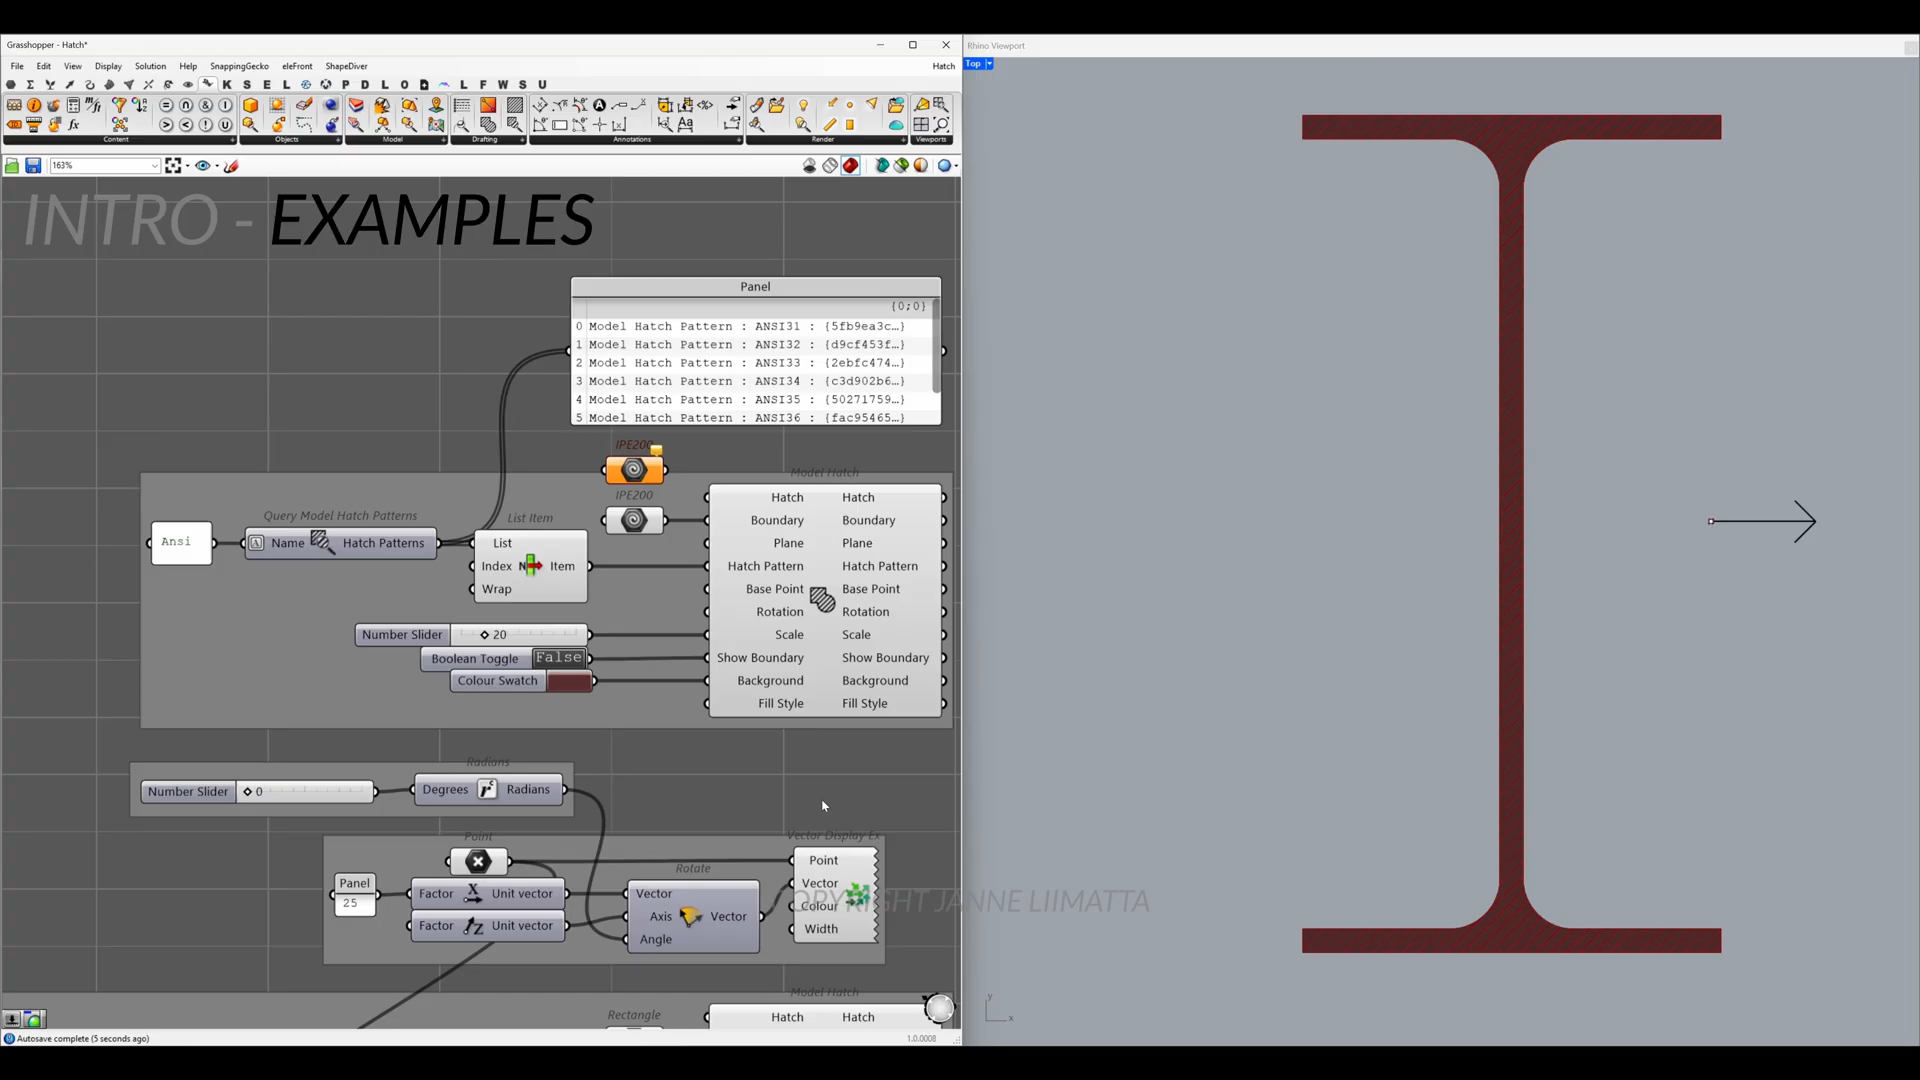 Grasshopper - Hatch*
Rhino Viewport
File Edit View Display Solution Help SnappingGecko eleFront ShapeDiver Hatch
Top
K S E L P D L O L F W S U
Content Objects Model Drafting Annotations Render Viewports
163%
INTRO - EXAMPLES
Panel
{0;0}
0 Model Hatch Pattern : ANSI31 : {5fb9ea3c…}
1 Model Hatch Pattern : ANSI32 : {d9cf453f…}
2 Model Hatch Pattern : ANSI33 : {2ebfc474…}
3 Model Hatch Pattern : ANSI34 : {c3d902b6…}
4 Model Hatch Pattern : ANSI35 : {50271759…}
5 Model Hatch Pattern : ANSI36 : {fac95465…}
IPE200
IPE200
Model Hatch
Hatch Hatch
Boundary Boundary
Plane Plane
Hatch Pattern Hatch Pattern
Base Point Base Point
Rotation Rotation
Scale Scale
Show Boundary Show Boundary
Background Background
Fill Style Fill Style
Ansi
Query Model Hatch Patterns
Name Hatch Patterns
List Item
List
Index Item
Wrap
Number Slider 20
Boolean Toggle False
Colour Swatch
Radians
Number Slider 0
Degrees Radians
Point
Panel
25
Factor Unit vector
Factor Unit vector
Rotate
Vector
Axis Vector
Angle
Vector Display Ex
Point
Vector
Colour
Width
COPYRIGHT JANNE LIIMATTA
Model Hatch
Rectangle
Hatch Hatch
y
x
Autosave complete (5 seconds ago)
1.0.0008